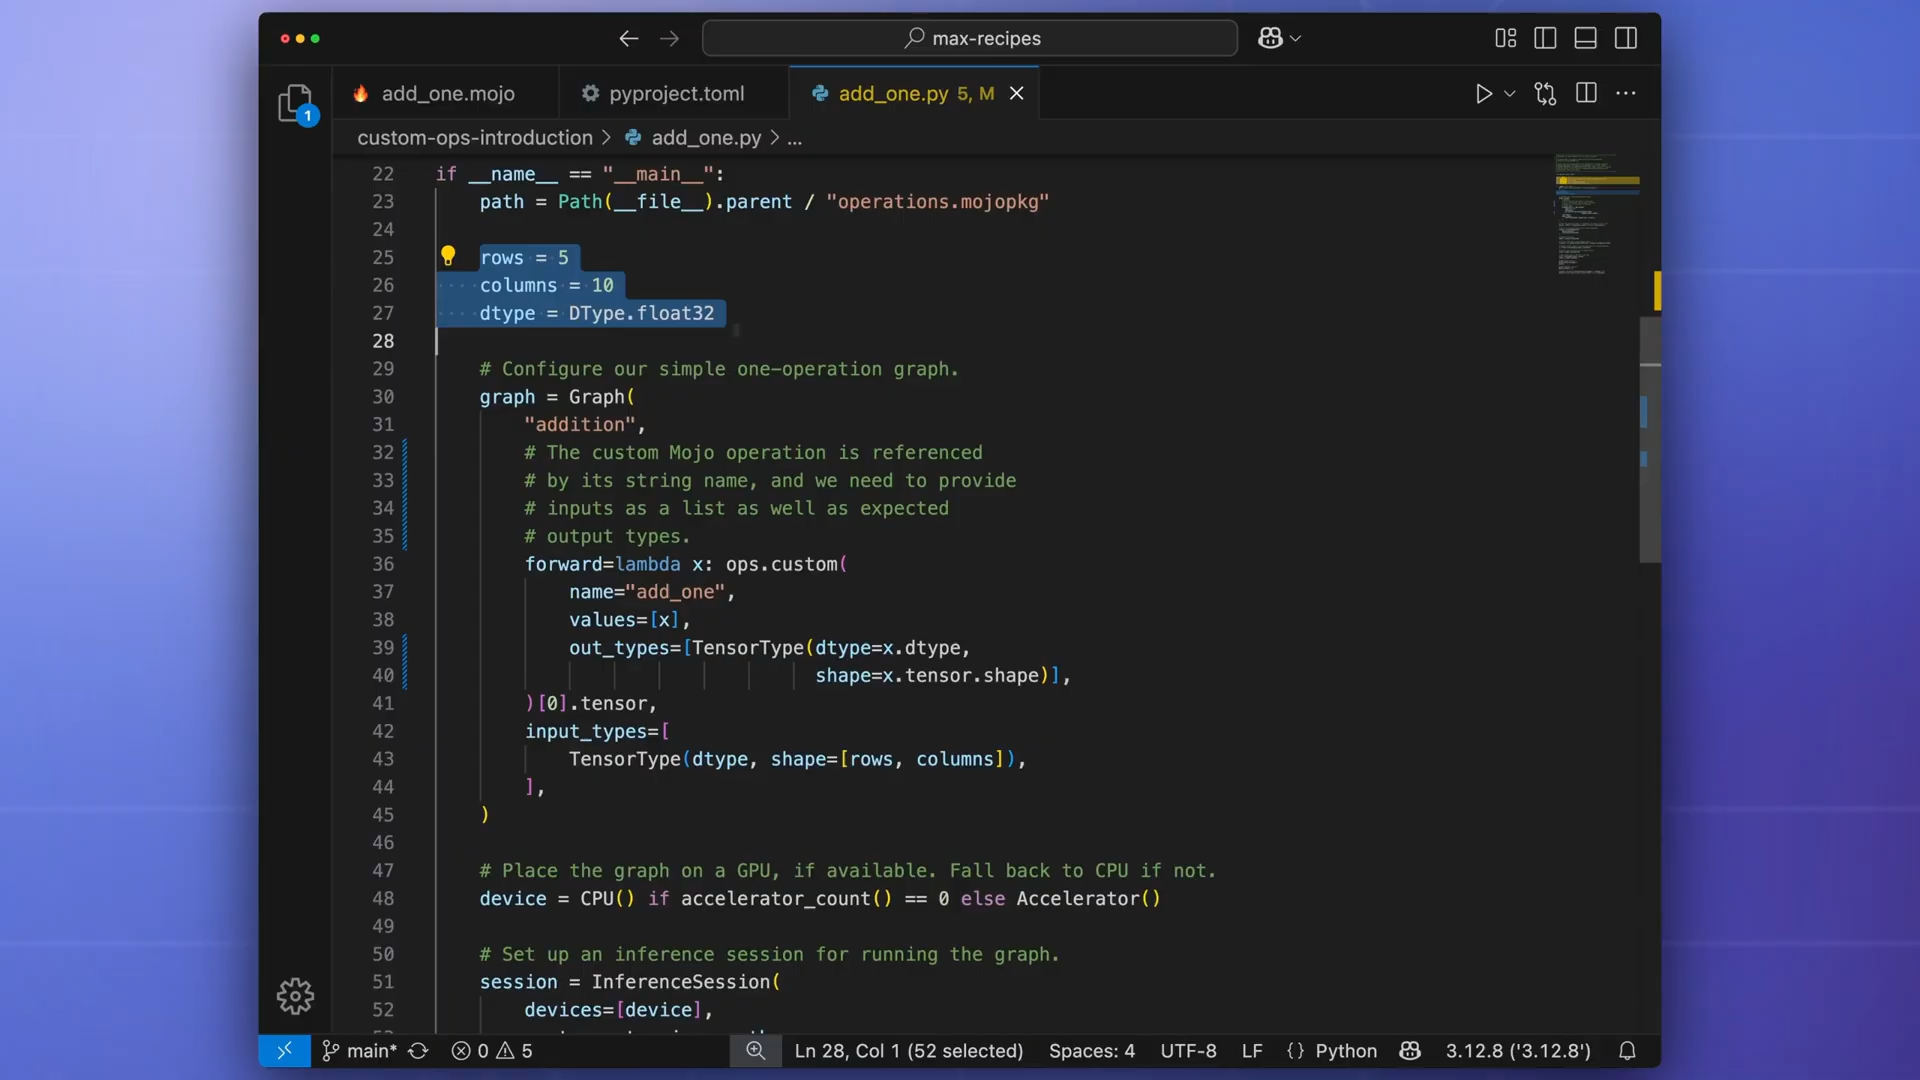 max-recipes
1
add_one.mojo
pyproject.toml
add_one.py 5, M
custom-ops-introduction > add_one.py > ...
22 if __name__ == "__main__":
23 path = Path(__file__).parent / "operations.mojopkg"
24
25 rows = 5
26 columns = 10
27 dtype = DType.float32
28
29 # Configure our simple one-operation graph.
30 graph = Graph(
31 "addition",
32 # The custom Mojo operation is referenced
33 # by its string name, and we need to provide
34 # inputs as a list as well as expected
35 # output types.
36 forward=lambda x: ops.custom(
37 name="add_one",
38 values=[x],
39 out_types=[TensorType(dtype=x.dtype,
40 shape=x.tensor.shape)],
41 )[0].tensor,
42 input_types=[
43 TensorType(dtype, shape=[rows, columns]),
44 ],
45 )
46
47 # Place the graph on a GPU, if available. Fall back to CPU if not.
48 device = CPU() if accelerator_count() == 0 else Accelerator()
49
50 # Set up an inference session for running the graph.
51 session = InferenceSession(
52 devices=[device],
main* 0 5 Ln 28, Col 1 (52 selected) Spaces: 4 UTF-8 LF {} Python 3.12.8 ('3.12.8')